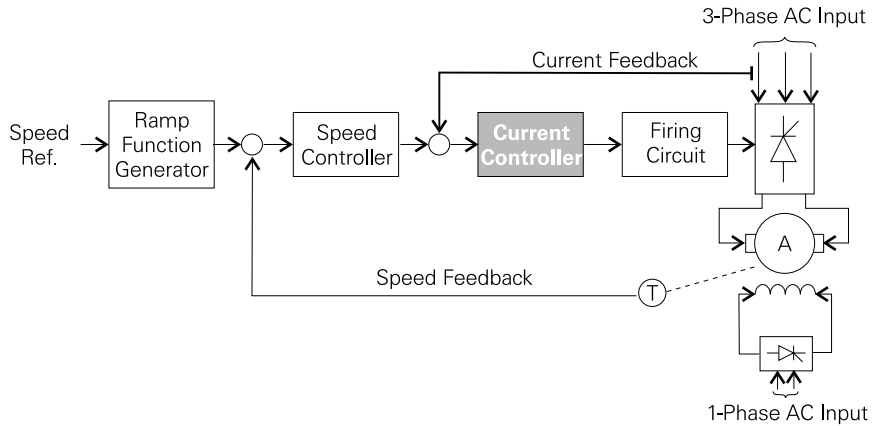 3-Phase AC Input
Current Feedback
Speed
Ref.
Ramp
Function
Generator
Speed
Controller
Current
Controller
Firing
Circuit
A
Speed Feedback
T
1-Phase AC Input